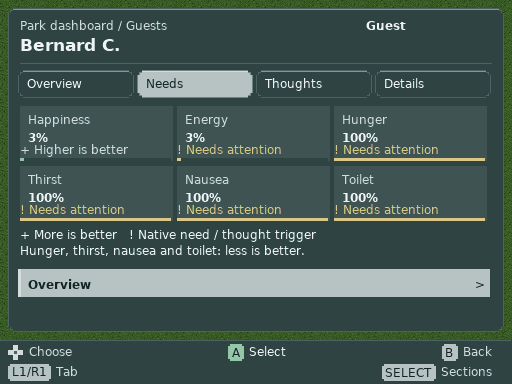 Park dashboard / Guests
Guest
Bernard C.
Overview
Needs
Thoughts
Details
Happiness
3%
+ Higher is better
Energy
3%
! Needs attention
Hunger
100%
! Needs attention
Thirst
100%
! Needs attention
Nausea
100%
! Needs attention
Toilet
100%
! Needs attention
+ More is better ! Native need / thought trigger
Hunger, thirst, nausea and toilet: less is better.
Overview >
Choose
A Select
B Back
L1/R1 Tab
SELECT Sections